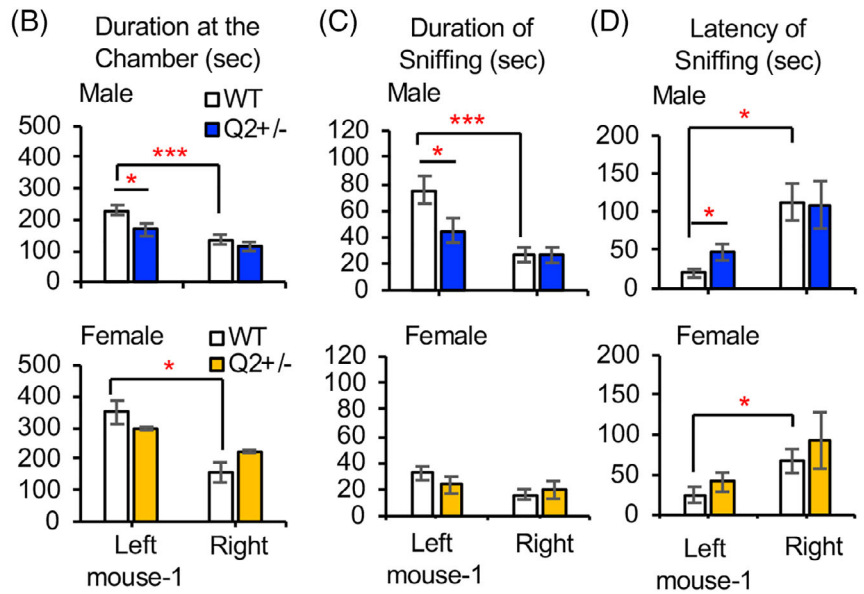 (B) Duration at the Chamber (sec)
Male
WT
Q2+/-
500
400
300
200
100
0
***
*
Female
WT
Q2+/-
500
400
300
200
100
0
*
Left mouse-1
Right
(C) Duration of Sniffing (sec)
Male
120
100
80
60
40
20
0
***
*
Female
120
100
80
60
40
20
0
Left mouse-1
Right
(D) Latency of Sniffing (sec)
Male
200
150
100
50
0
*
*
Female
200
150
100
50
0
*
Left mouse-1
Right